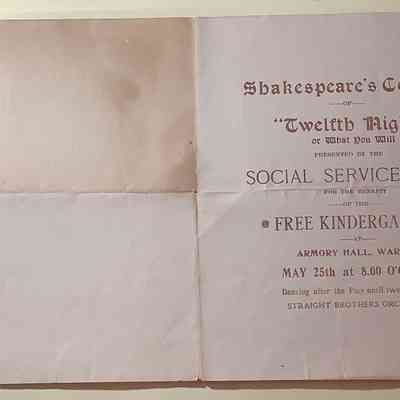 Shakespeare's Co
OF
"Twelfth Nig
or What You Will
PRESENTED BY THE
SOCIAL SERVICE
FOR THE BENEFIT
OF THE
FREE KINDERGA
AT
ARMORY HALL, WAR
MAY 25th at 8.00 O'C
Dancing after the Play until twe
STRAIGHT BROTHERS ORC